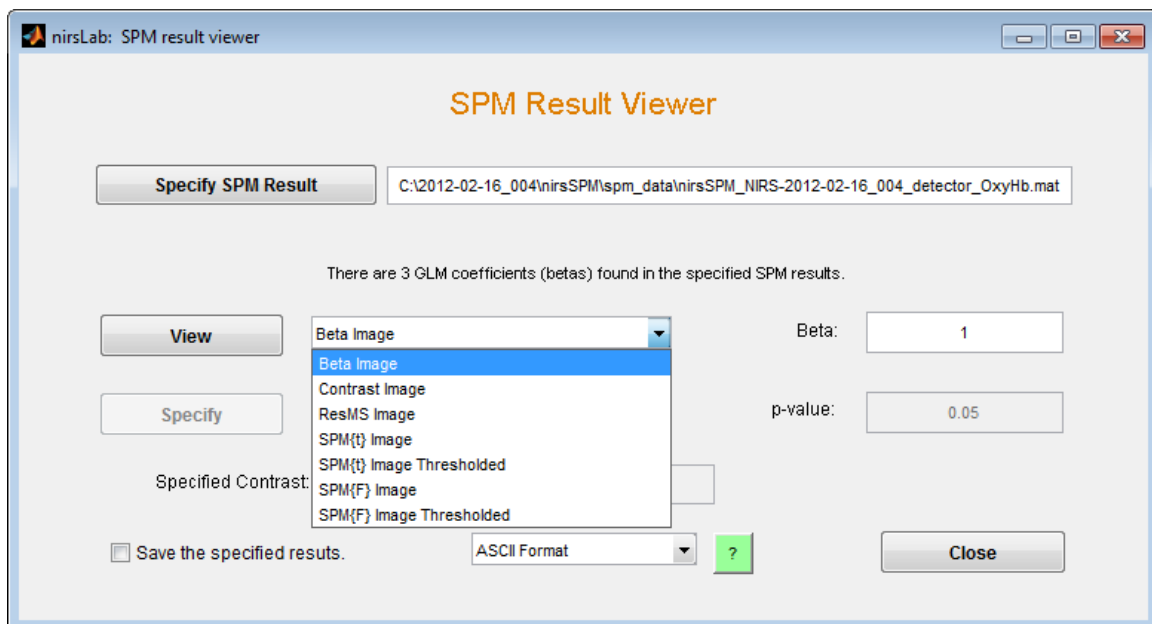 nirsLab: SPM result viewer
SPM Result Viewer
Specify SPM Result
C:\2012-02-16_004\nirsSPM\spm_data\nirsSPM_NIRS-2012-02-16_004_detector_OxyHb.mat
There are 3 GLM coefficients (betas) found in the specified SPM results.
View
Beta Image
Beta:
1
Beta Image
Contrast Image
ResMS Image
SPM{t} Image
SPM{t} Image Thresholded
SPM{F} Image
SPM{F} Image Thresholded
Specify
p-value:
0.05
Specified Contrast:
Save the specified resuts.
ASCII Format
?
Close